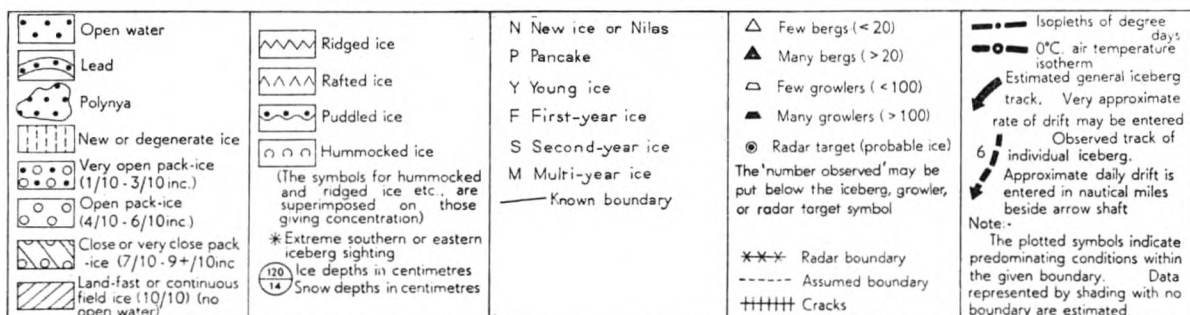 Open water
Lead
Polynya
New or degenerate ice
Very open pack-ice
(1/10 - 3/10 inc.)
Open pack-ice
(4/10 - 6/10 inc.)
Close or very close pack
-ice (7/10 - 9+/10 inc
Land-fast or continuous
field ice (10/10) (no
open water)
Ridged ice
Rafted ice
Puddled ice
Hummocked ice
(The symbols for hummocked
and ridged ice etc., are
superimposed on those
giving concentration)
* Extreme southern or eastern
iceberg sighting
120 Ice depths in centimetres
14 Snow depths in centimetres
N New ice or Nilas
P Pancake
Y Young ice
F First-year ice
S Second-year ice
M Multi-year ice
Known boundary
Few bergs (< 20)
Many bergs (> 20)
Few growlers (< 100)
Many growlers (> 100)
Radar target (probable ice)
The 'number observed' may be
put below the iceberg, growler,
or radar target symbol
Radar boundary
Assumed boundary
Cracks
Isopleths of degree
days
0°C. air temperature
isotherm
Estimated general iceberg
track. Very approximate
rate of drift may be entered
6 Observed track of
individual iceberg.
Approximate daily drift is
entered in nautical miles
beside arrow shaft
Note:-
The plotted symbols indicate
predominating conditions within
the given boundary. Data
represented by shading with no
boundary are estimated